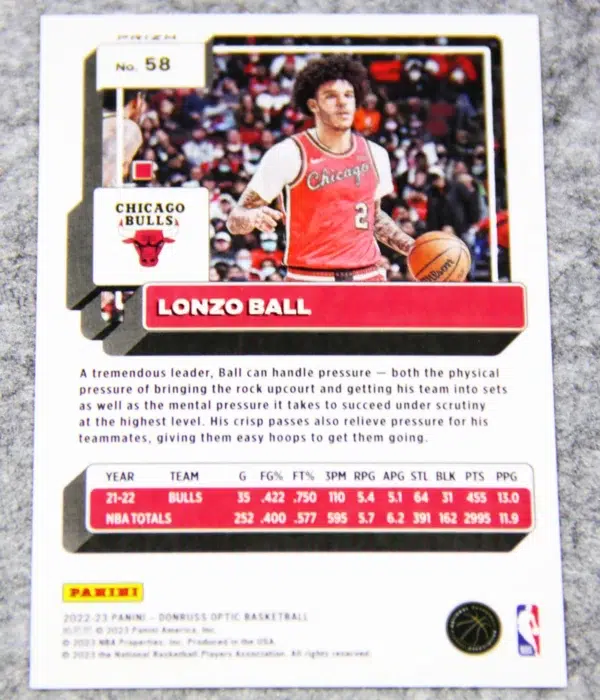 PRIZM
No. 58
CHICAGO
BULLS
Chicago
2
Wilson
LONZO BALL
A tremendous leader, Ball can handle pressure — both the physical
pressure of bringing the rock upcourt and getting his team into sets
as well as the mental pressure it takes to succeed under scrutiny
at the highest level. His crisp passes also relieve pressure for his
teammates, giving them easy hoops to get them going.
YEAR TEAM G FG% FT% 3PM RPG APG STL BLK PTS PPG
21-22 BULLS 35 .422 .750 110 5.4 5.1 64 31 455 13.0
NBA TOTALS 252 .400 .577 595 5.7 6.2 391 162 2995 11.9
PANINI
2022-23 PANINI – DONRUSS OPTIC BASKETBALL
© 2023 Panini America, Inc.
© 2023 NBA Properties, Inc. Produced in the USA.
© 2023 the National Basketball Players Association. All rights reserved.